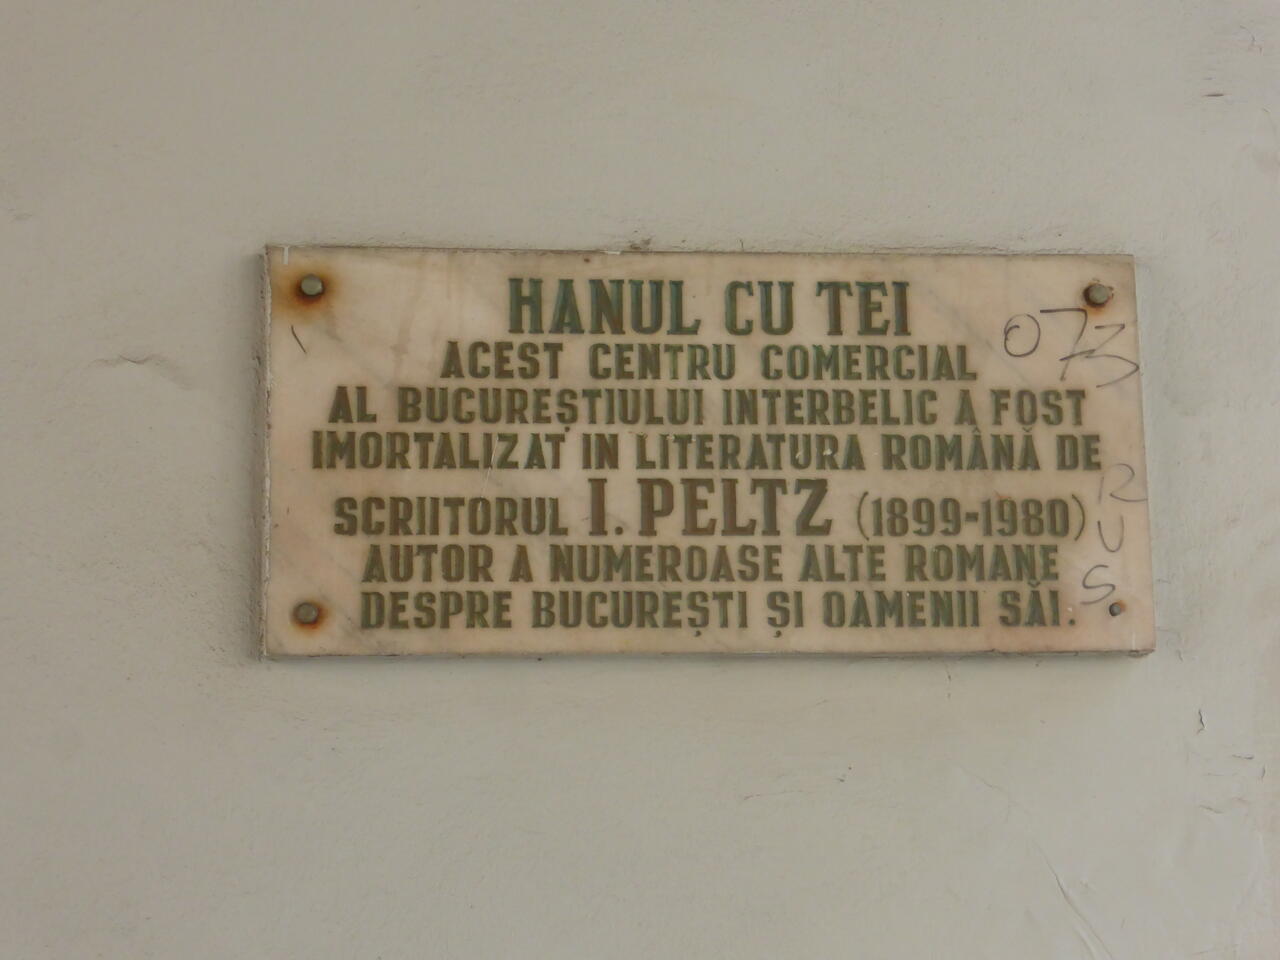 HANUL CU TEI
ACEST CENTRU COMERCIAL
AL BUCUREȘTIULUI INTERBELIC A FOST
IMORTALIZAT IN LITERATURA ROMÂNĂ DE
SCRIITORUL I. PELTZ (1899-1980)
AUTOR A NUMEROASE ALTE ROMANE
DESPRE BUCUREȘTI ȘI OAMENII SĂI.
073
R
U
S